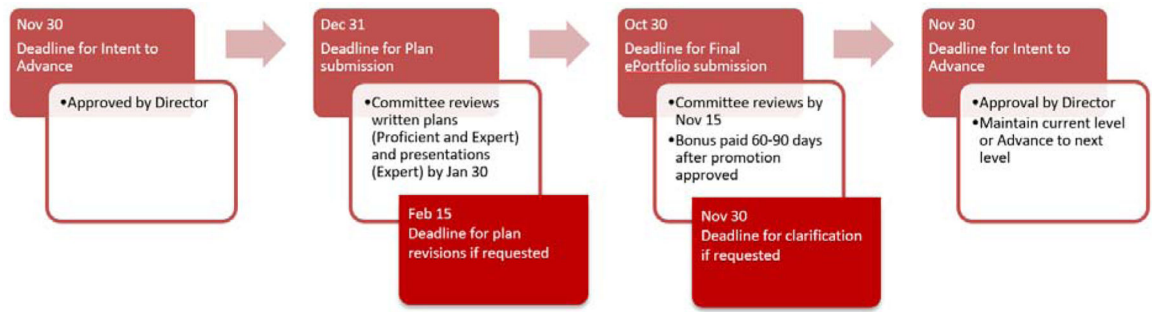 Nov 30
Deadline for Intent to
Advance
•Approved by Director
Dec 31
Deadline for Plan
submission
•Committee reviews
written plans
(Proficient and Expert)
and presentations
(Expert) by Jan 30
Feb 15
Deadline for plan
revisions if requested
Oct 30
Deadline for Final
ePortfolio submission
•Committee reviews by
Nov 15
•Bonus paid 60-90 days
after promotion
approved
Nov 30
Deadline for clarification
if requested
Nov 30
Deadline for Intent to
Advance
•Approval by Director
•Maintain current level
or Advance to next
level